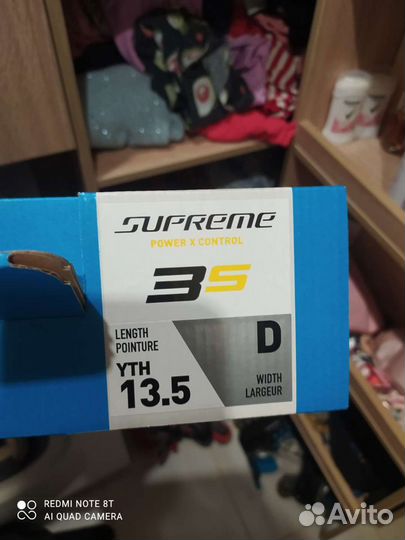 SUPREME
POWER X CONTROL
3S
LENGTH
POINTURE
YTH
13.5
D
WIDTH
LARGEUR
REDMI NOTE 8T
AI QUAD CAMERA
Avito